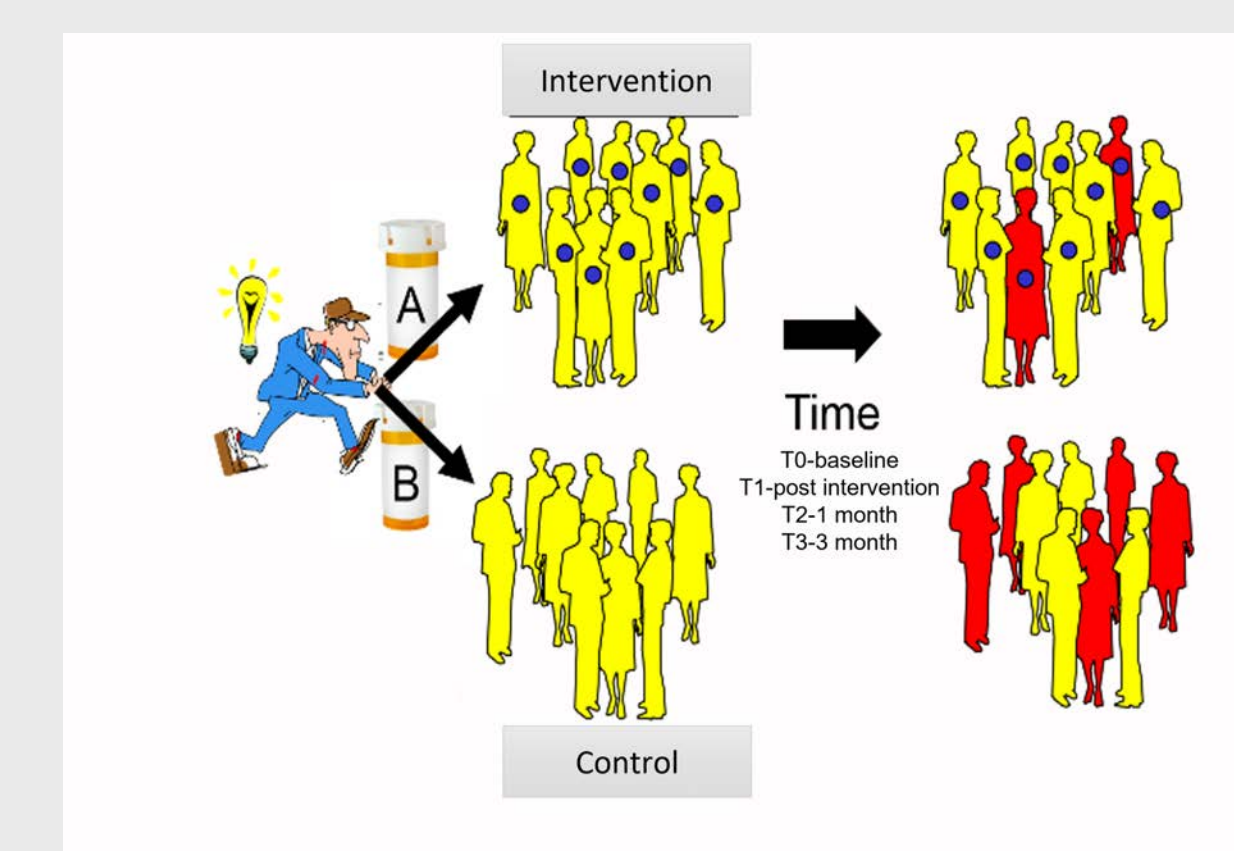 Intervention
A
B
Time
T0-baseline
T1-post intervention
T2-1 month
T3-3 month
Control